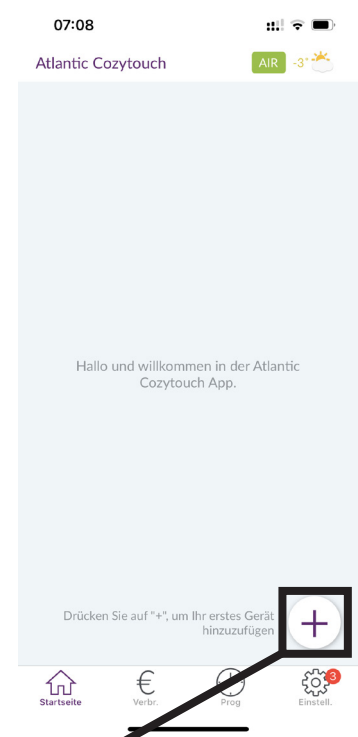 07:08
Atlantic Cozytouch
AIR
-3°
Hallo und willkommen in der Atlantic
Cozytouch App.
Drücken Sie auf "+", um Ihr erstes Gerät
hinzuzufügen
+
3
Startseite
€
Verbr.
Prog
Einstell.